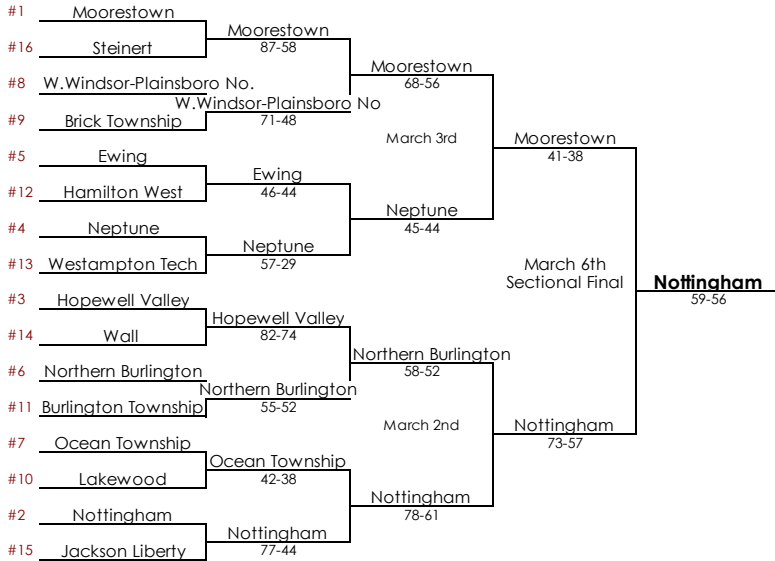 #1 Moorestown
Moorestown
87-58
#16 Steinert
Moorestown
68-56
#8 W.Windsor-Plainsboro No.
W.Windsor-Plainsboro No
71-48
#9 Brick Township
March 3rd
Moorestown
41-38
#5 Ewing
Ewing
46-44
#12 Hamilton West
Neptune
45-44
#4 Neptune
Neptune
57-29
#13 Westampton Tech
March 6th
Sectional Final
Nottingham
59-56
#3 Hopewell Valley
Hopewell Valley
82-74
#14 Wall
Northern Burlington
58-52
#6 Northern Burlington
Northern Burlington
55-52
#11 Burlington Township
March 2nd
Nottingham
73-57
#7 Ocean Township
Ocean Township
42-38
#10 Lakewood
Nottingham
78-61
#2 Nottingham
Nottingham
77-44
#15 Jackson Liberty